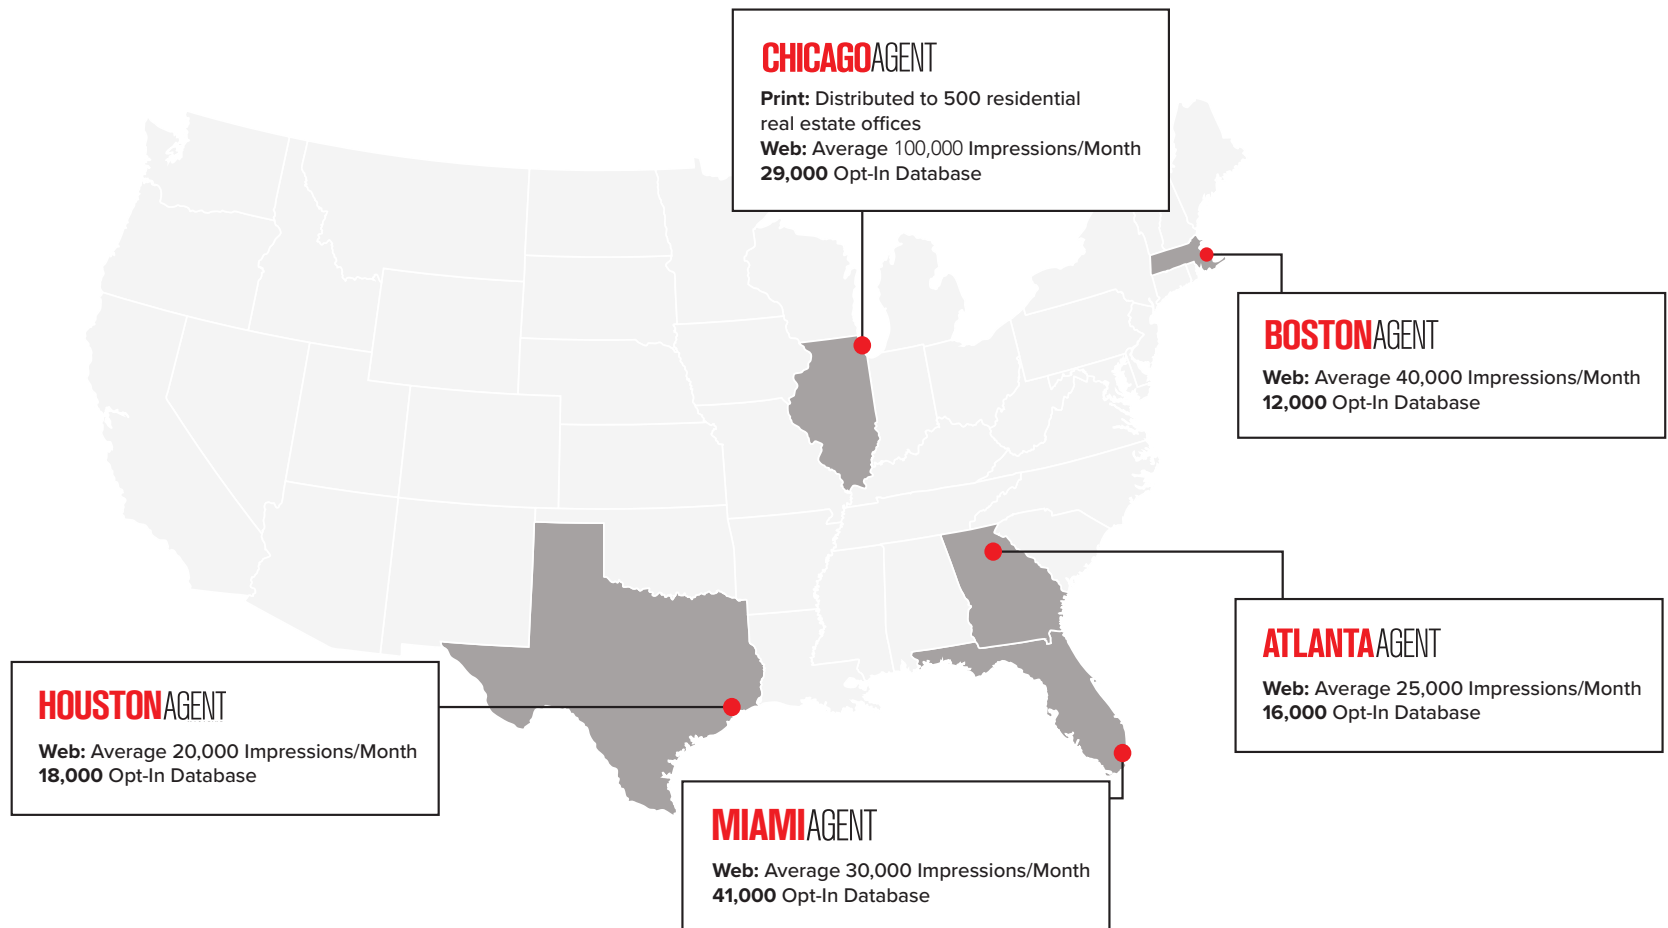 CHICAGOAGENT
Print: Distributed to 500 residential
real estate offices
Web: Average 100,000 Impressions/Month
29,000 Opt-In Database
BOSTONAGENT
Web: Average 40,000 Impressions/Month
12,000 Opt-In Database
ATLANTAAGENT
Web: Average 25,000 Impressions/Month
16,000 Opt-In Database
HOUSTONAGENT
Web: Average 20,000 Impressions/Month
18,000 Opt-In Database
MIAMIAGENT
Web: Average 30,000 Impressions/Month
41,000 Opt-In Database